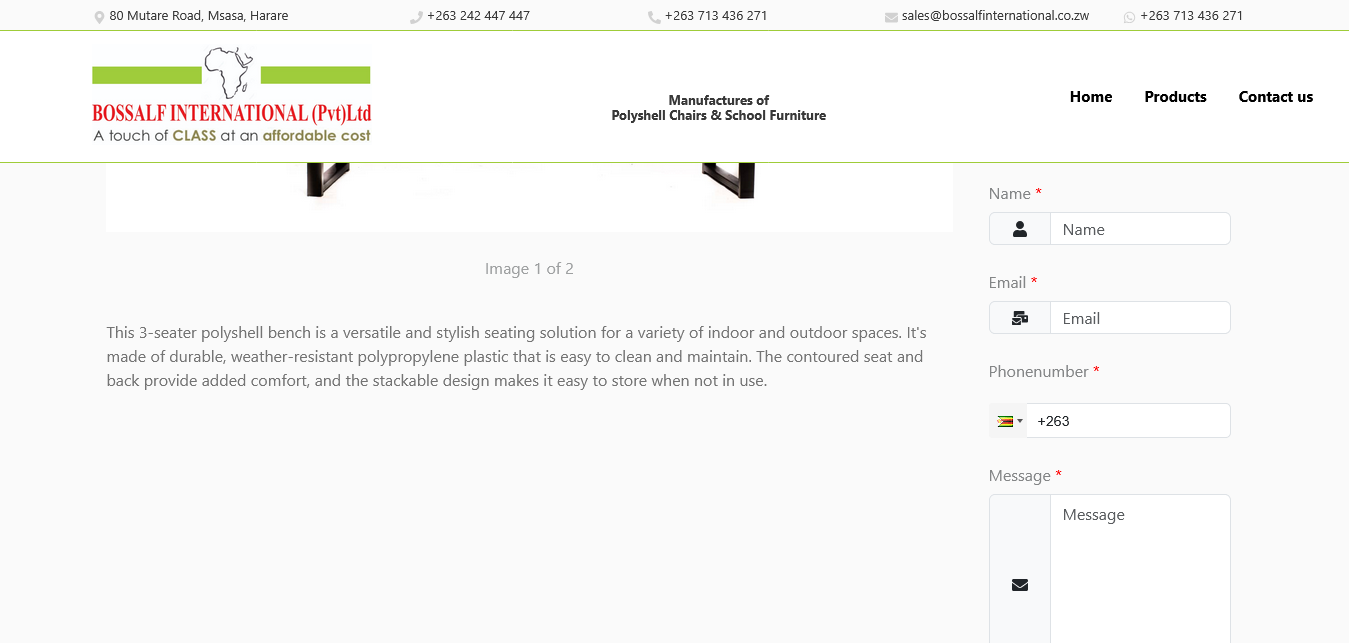 80 Mutare Road, Msasa, Harare
+263 242 447 447
+263 713 436 271
sales@bossalfinternational.co.zw
+263 713 436 271
BOSSALF INTERNATIONAL (Pvt)Ltd
A touch of CLASS at an affordable cost
Manufactures of
Polyshell Chairs & School Furniture
Home
Products
Contact us
Image 1 of 2
This 3-seater polyshell bench is a versatile and stylish seating solution for a variety of indoor and outdoor spaces. It's
made of durable, weather-resistant polypropylene plastic that is easy to clean and maintain. The contoured seat and
back provide added comfort, and the stackable design makes it easy to store when not in use.
Name *
Name
Email *
Email
Phonenumber *
+263
Message *
Message